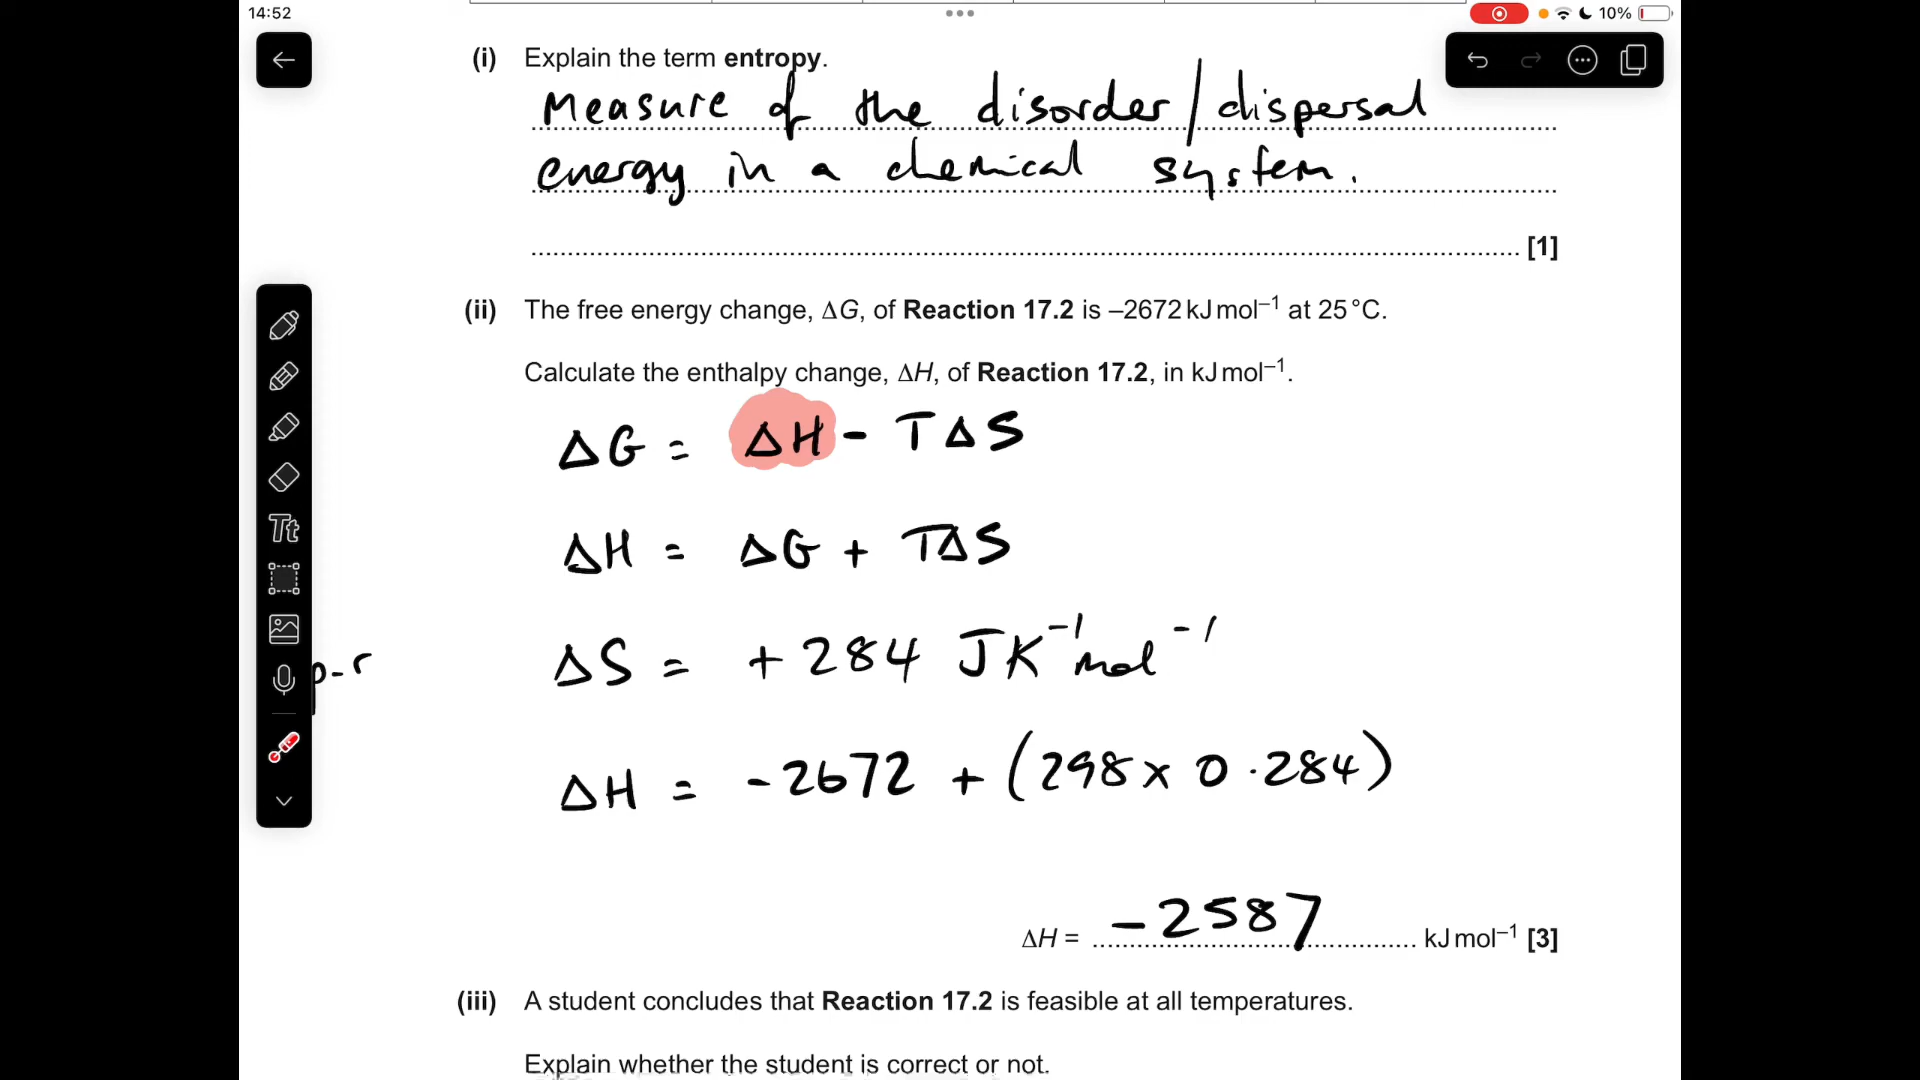 14:52
10%
(i) Explain the term entropy.
Measure of the disorder/dispersal
energy in a chemical system.
[1]
(ii) The free energy change, ΔG, of Reaction 17.2 is –2672 kJ mol⁻¹ at 25 °C.
Calculate the enthalpy change, ΔH, of Reaction 17.2, in kJ mol⁻¹.
ΔG = ΔH - TΔS
ΔH = ΔG + TΔS
Tt
p-r
ΔS = +284 JK⁻¹mol⁻¹
ΔH = -2672 + (298 x 0.284)
ΔH = -2587 kJ mol⁻¹ [3]
(iii) A student concludes that Reaction 17.2 is feasible at all temperatures.
Explain whether the student is correct or not.